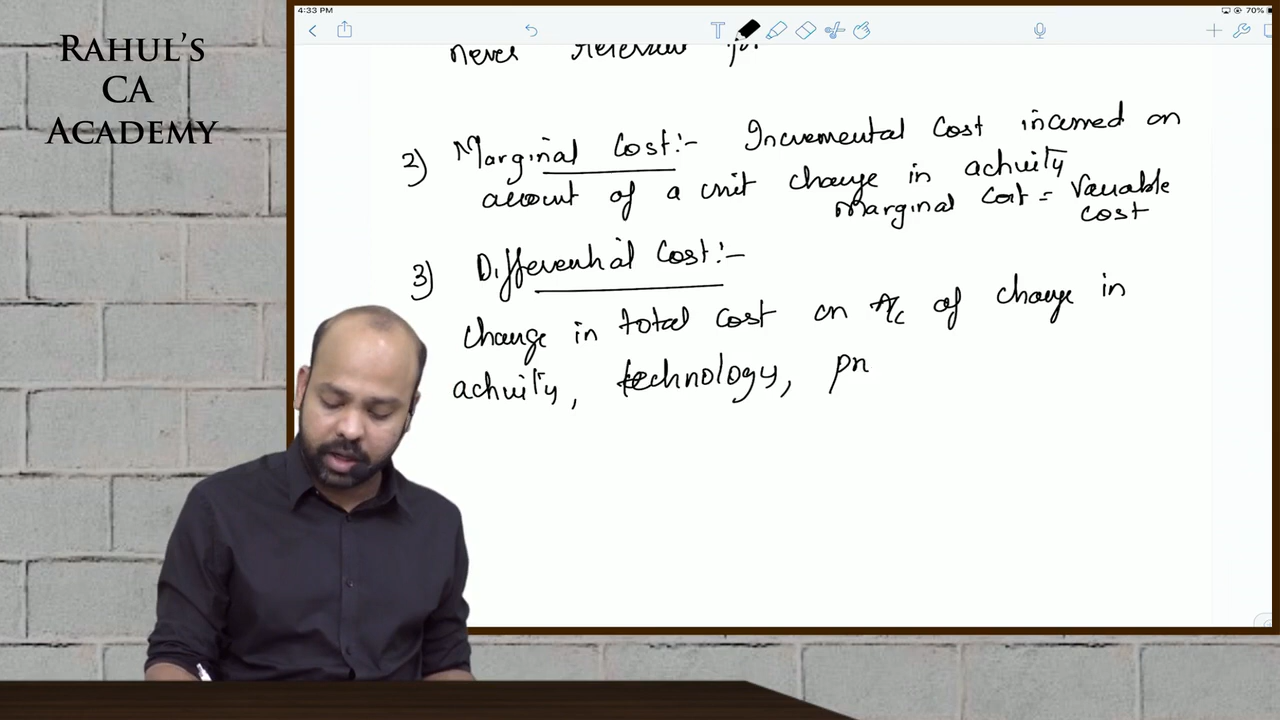 RAHUL'S
CA
ACADEMY
4:33 PM
70%
T
never
2) Marginal Cost:- Incremental Cost incurred on
account of a unit change in activity
Marginal Cost = Variable
cost
3) Differential Cost:-
Change in total cost on A/c of change in
activity, technology, pr